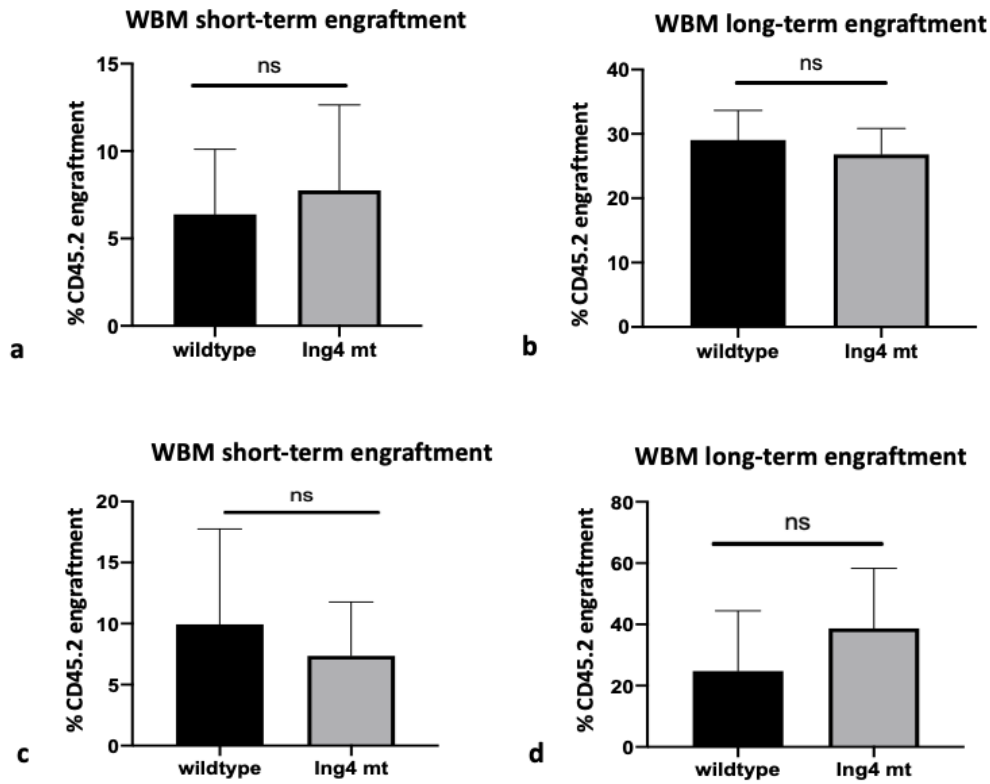 WBM short-term engraftment
ns
15
10
5
0
% CD45.2 engraftment
wildtype
Ing4 mt
a
WBM long-term engraftment
ns
40
30
20
10
0
% CD45.2 engraftment
wildtype
Ing4 mt
b
WBM short-term engraftment
ns
20
15
10
5
0
% CD45.2 engraftment
wildtype
Ing4 mt
c
WBM long-term engraftment
ns
80
60
40
20
0
% CD45.2 engraftment
wildtype
Ing4 mt
d